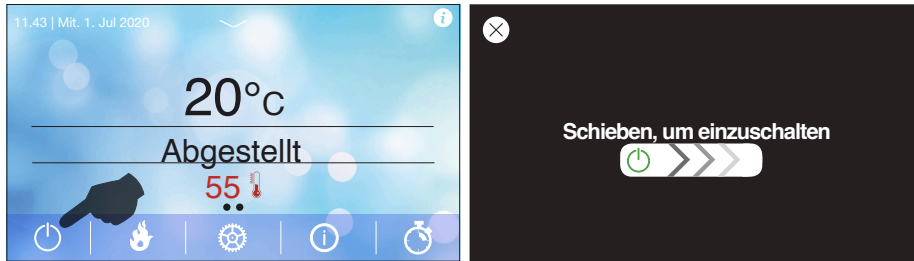 11.43 | Mit. 1. Jul 2020
20°C
Abgestellt
55
Schieben, um einzuschalten